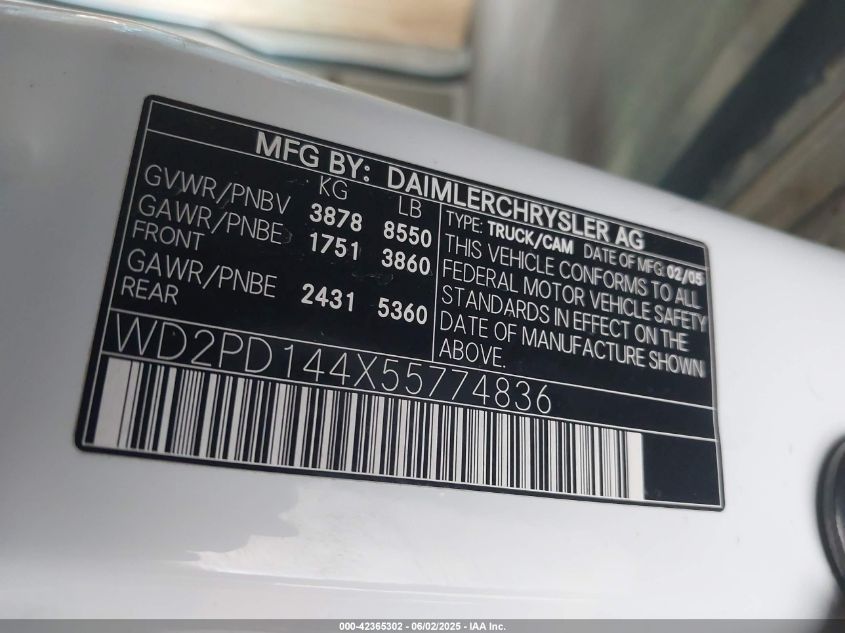 MFG BY: DAIMLERCHRYSLER AG
KG LB
GVWR/PNBV 3878 8550
GAWR/PNBE 1751 3860
FRONT
GAWR/PNBE 2431 5360
REAR
TYPE: TRUCK/CAM DATE OF MFG: 02/05
THIS VEHICLE CONFORMS TO ALL
FEDERAL MOTOR VEHICLE SAFETY
STANDARDS IN EFFECT ON THE
DATE OF MANUFACTURE SHOWN
ABOVE.
WD2PD144X55774836
000-42365302 - 06/02/2025 - IAA Inc.